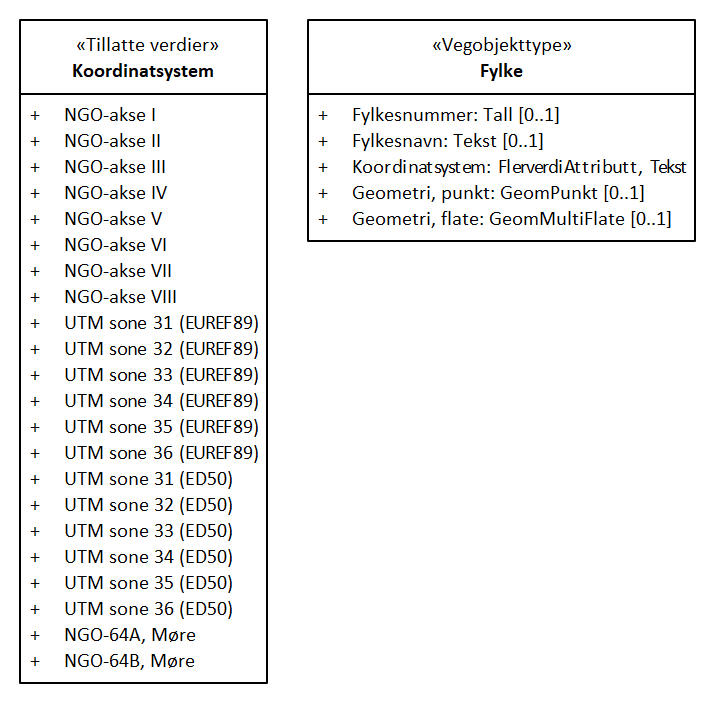 «Tillatte verdier»
Koordinatsystem
+ NGO-akse I
+ NGO-akse II
+ NGO-akse III
+ NGO-akse IV
+ NGO-akse V
+ NGO-akse VI
+ NGO-akse VII
+ NGO-akse VIII
+ UTM sone 31 (EUREF89)
+ UTM sone 32 (EUREF89)
+ UTM sone 33 (EUREF89)
+ UTM sone 34 (EUREF89)
+ UTM sone 35 (EUREF89)
+ UTM sone 36 (EUREF89)
+ UTM sone 31 (ED50)
+ UTM sone 32 (ED50)
+ UTM sone 33 (ED50)
+ UTM sone 34 (ED50)
+ UTM sone 35 (ED50)
+ UTM sone 36 (ED50)
+ NGO-64A, Møre
+ NGO-64B, Møre
«Vegobjekttype»
Fylke
+ Fylkesnummer: Tall [0..1]
+ Fylkesnavn: Tekst [0..1]
+ Koordinatsystem: FlerverdiAttributt, Tekst
+ Geometri, punkt: GeomPunkt [0..1]
+ Geometri, flate: GeomMultiFlate [0..1]